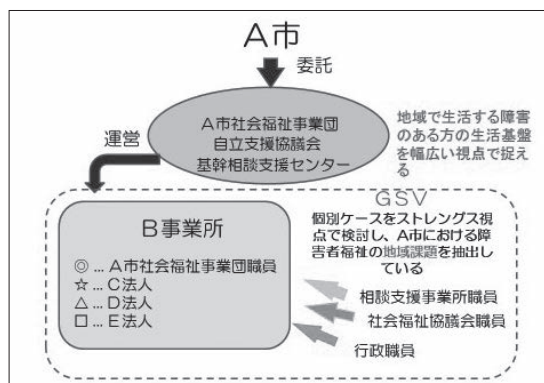 A市
委託
A市社会福祉事業団
自立支援協議会
基幹相談支援センター
地域で生活する障害
のある方の生活基盤
を幅広い視点で捉え
る
運営
GSV
個別ケースをストレングス視
点で検討し、A市における障
害者福祉の地域課題を抽出し
ている
B事業所
◎…A市社会福祉事業団職員
☆…C法人
△…D法人
□…E法人
相談支援事業所職員
社会福祉協議会職員
行政職員